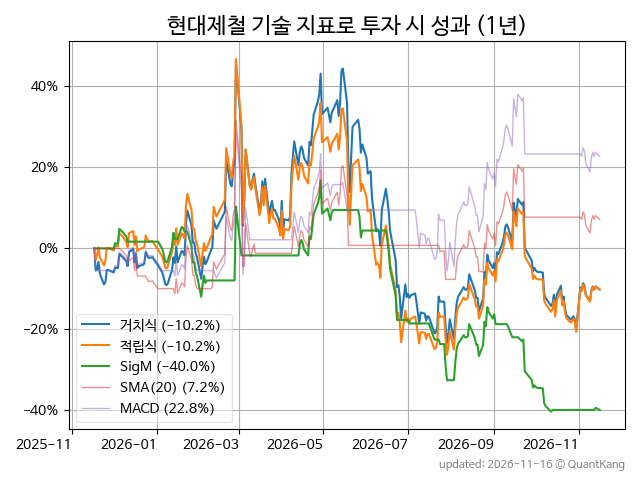 현대제철 기술 지표로 투자 시 성과 (1년)
40%
20%
0%
−20%
−40%
거치식 (−10.2%)
적립식 (−10.2%)
SigM (−40.0%)
SMA(20) (7.2%)
MACD (22.8%)
2025-11 2026-01 2026-03 2026-05 2026-07 2026-09 2026-11
updated: 2026-11-16 © QuantKang